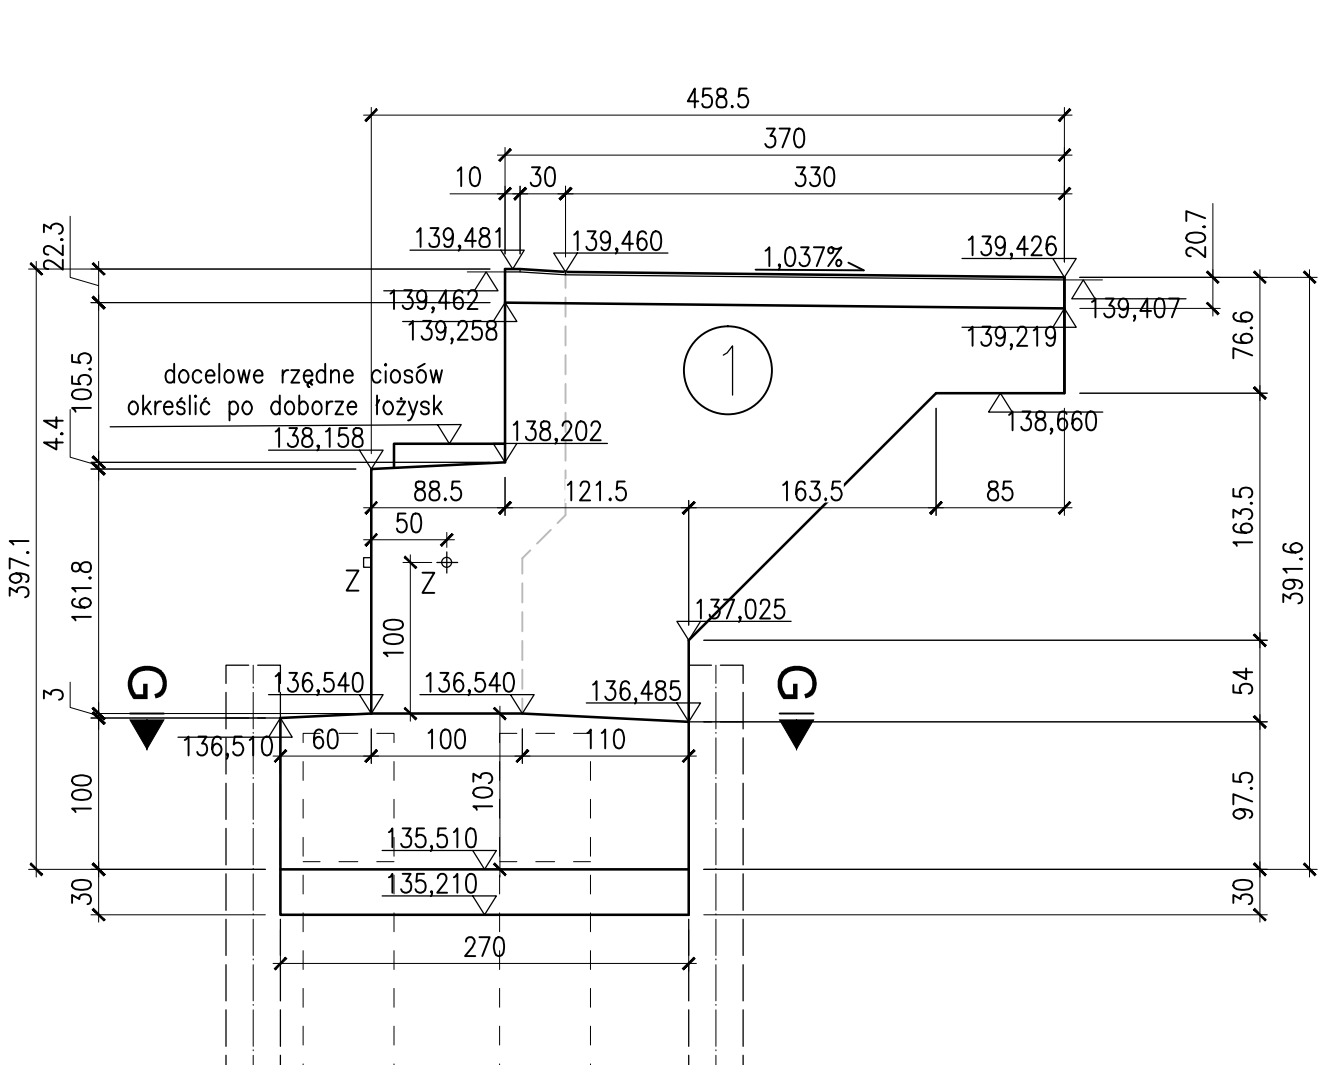 458.5
370
10 30 330
22.3
139,481 139,460 1,037% 139,426
20.7
139,462 139,407
139,258 139,219
76.6
1
docelowe rzędne ciosów
określić po doborze łożysk
105.5
4.4
138,158 138,202 138,660
88.5 121.5 163.5 85
50
163.5
397.1
161.8
391.6
Z Z
100
137,025
G G
3
136,540 136,540 136,485
54
136,510 60 100 110
100
103
97.5
135,510
135,210
30 30
270